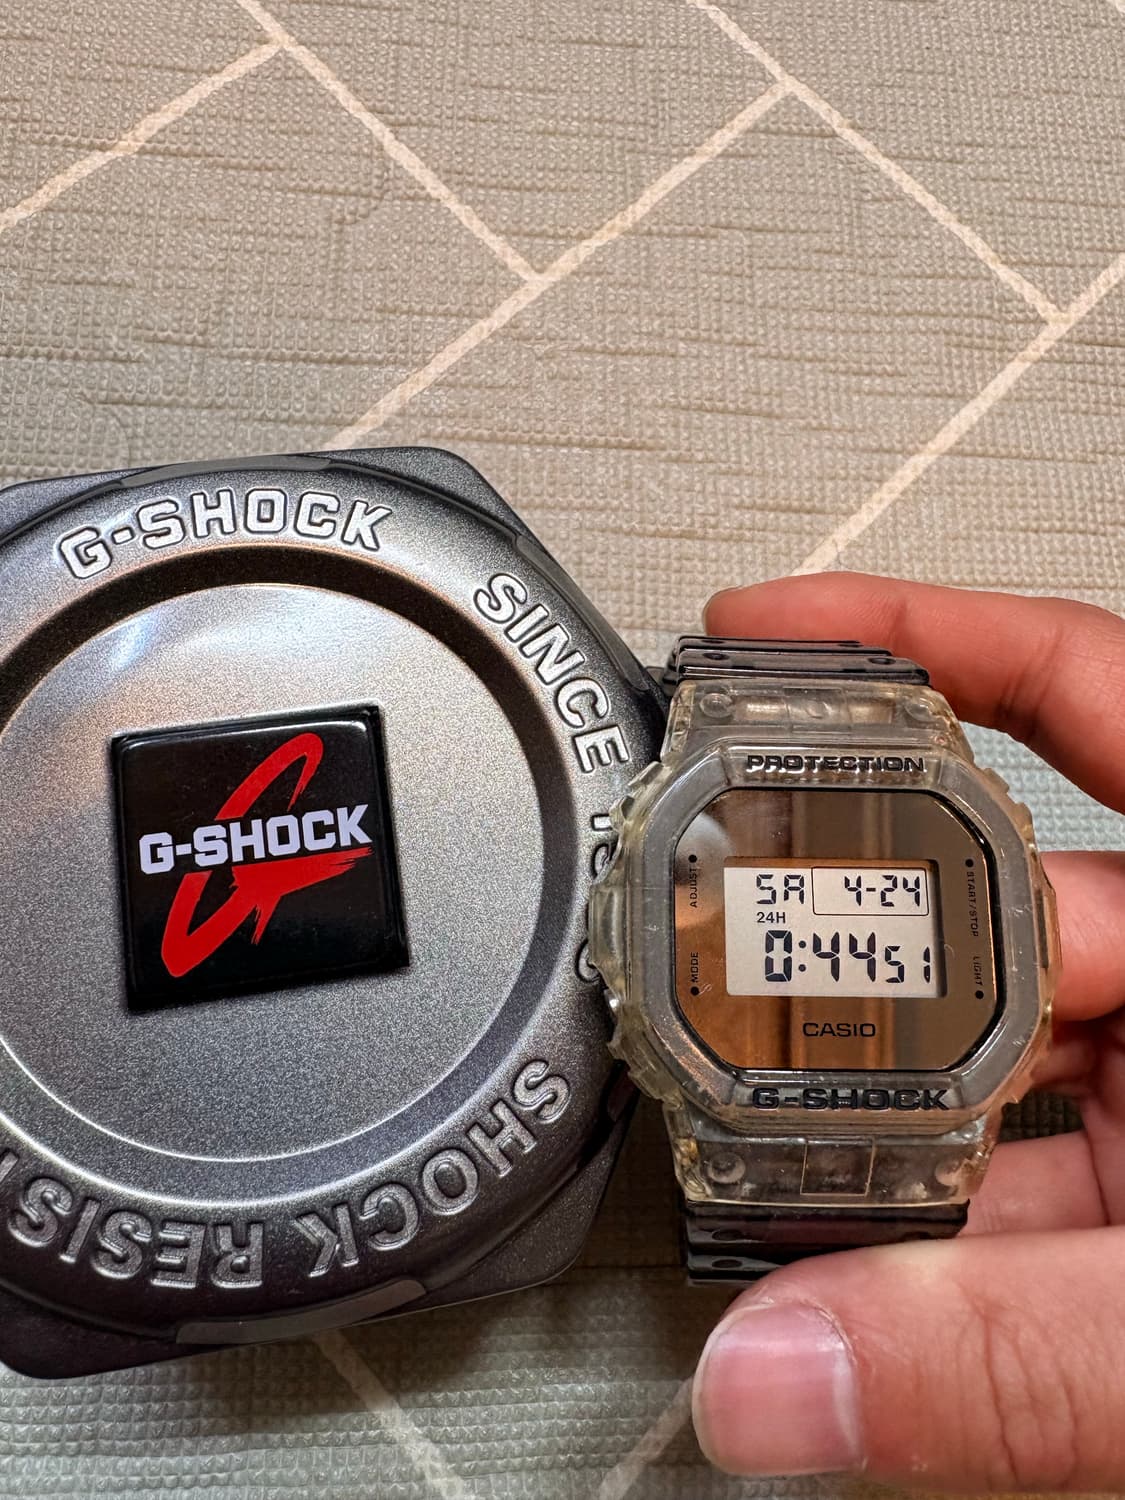 G-SHOCK
SINCE
G-SHOCK
SHOCK RESIS
PROTECTION
ADJUST
START/STOP
SA 4-24
24H
0:44 51
MODE
LIGHT
CASIO
G-SHOCK